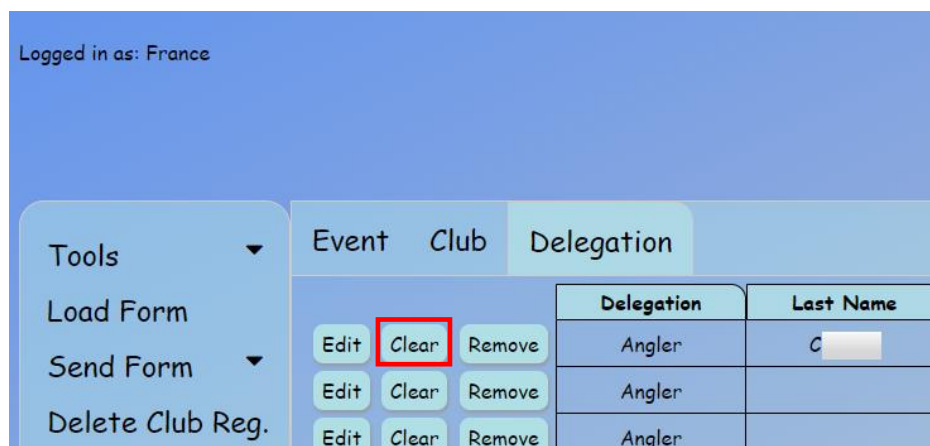 Logged in as: France
Tools
Event Club Delegation
Load Form
Delegation Last Name
Edit Clear Remove Angler C
Send Form
Edit Clear Remove Angler
Delete Club Reg.
Edit Clear Remove Angler